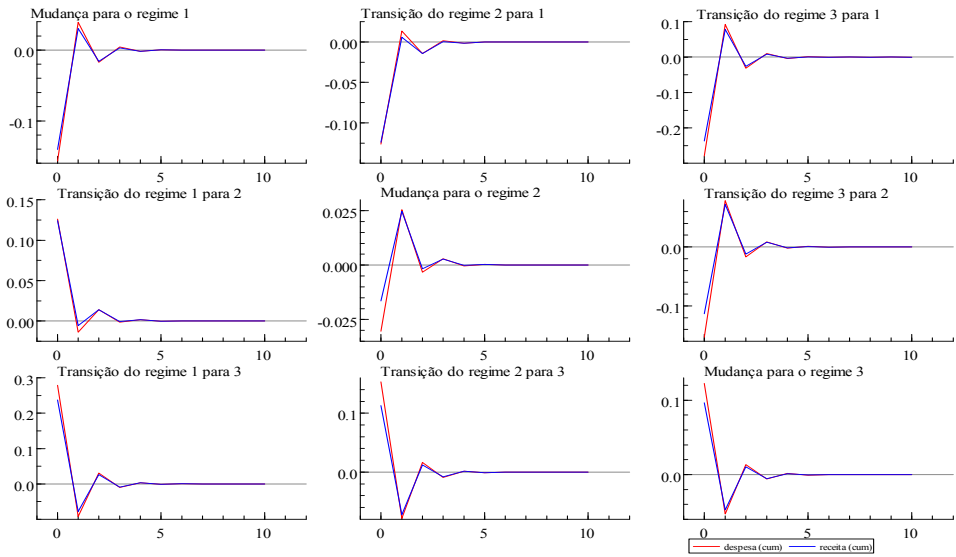 Mudança para o regime 1
0.0
-0.1
0 5 10
Transição do regime 2 para 1
0.00
-0.05
-0.10
0 5 10
Transição do regime 3 para 1
0.1
0.0
-0.1
-0.2
0 5 10
Transição do regime 1 para 2
0.15
0.10
0.05
0.00
0 5 10
Mudança para o regime 2
0.025
0.000
-0.025
0 5 10
Transição do regime 3 para 2
0.0
-0.1
0 5 10
Transição do regime 1 para 3
0.3
0.2
0.1
0.0
0 5 10
Transição do regime 2 para 3
0.1
0.0
0 5 10
Mudança para o regime 3
0.1
0.0
0 5 10
despesa (cum) receita (cum)